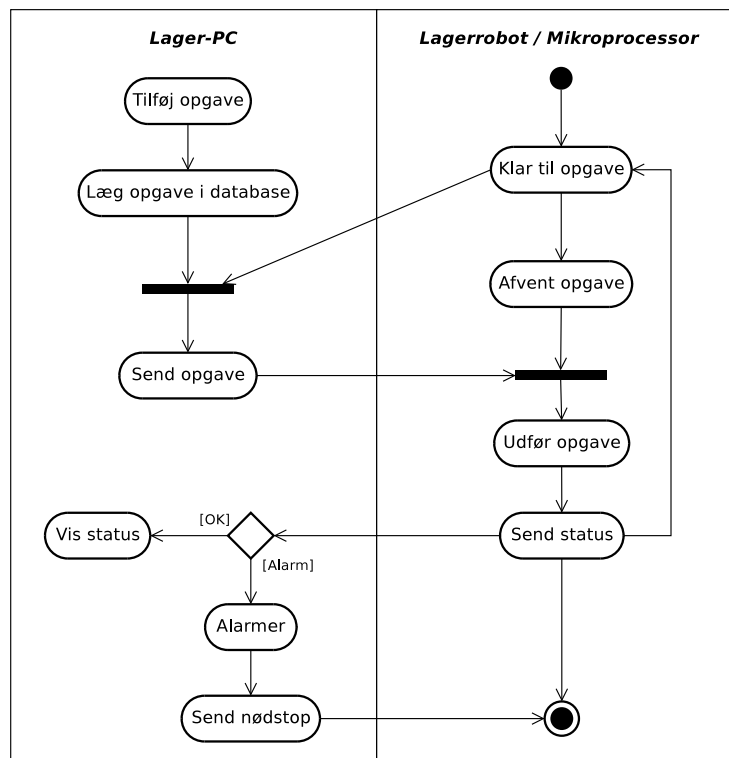 Lager-PC
Lagerrobot / Mikroprocessor
Tilføj opgave
Klar til opgave
Læg opgave i database
Afvent opgave
Send opgave
Udfør opgave
[OK]
Vis status
Send status
[Alarm]
Alarmer
Send nødstop